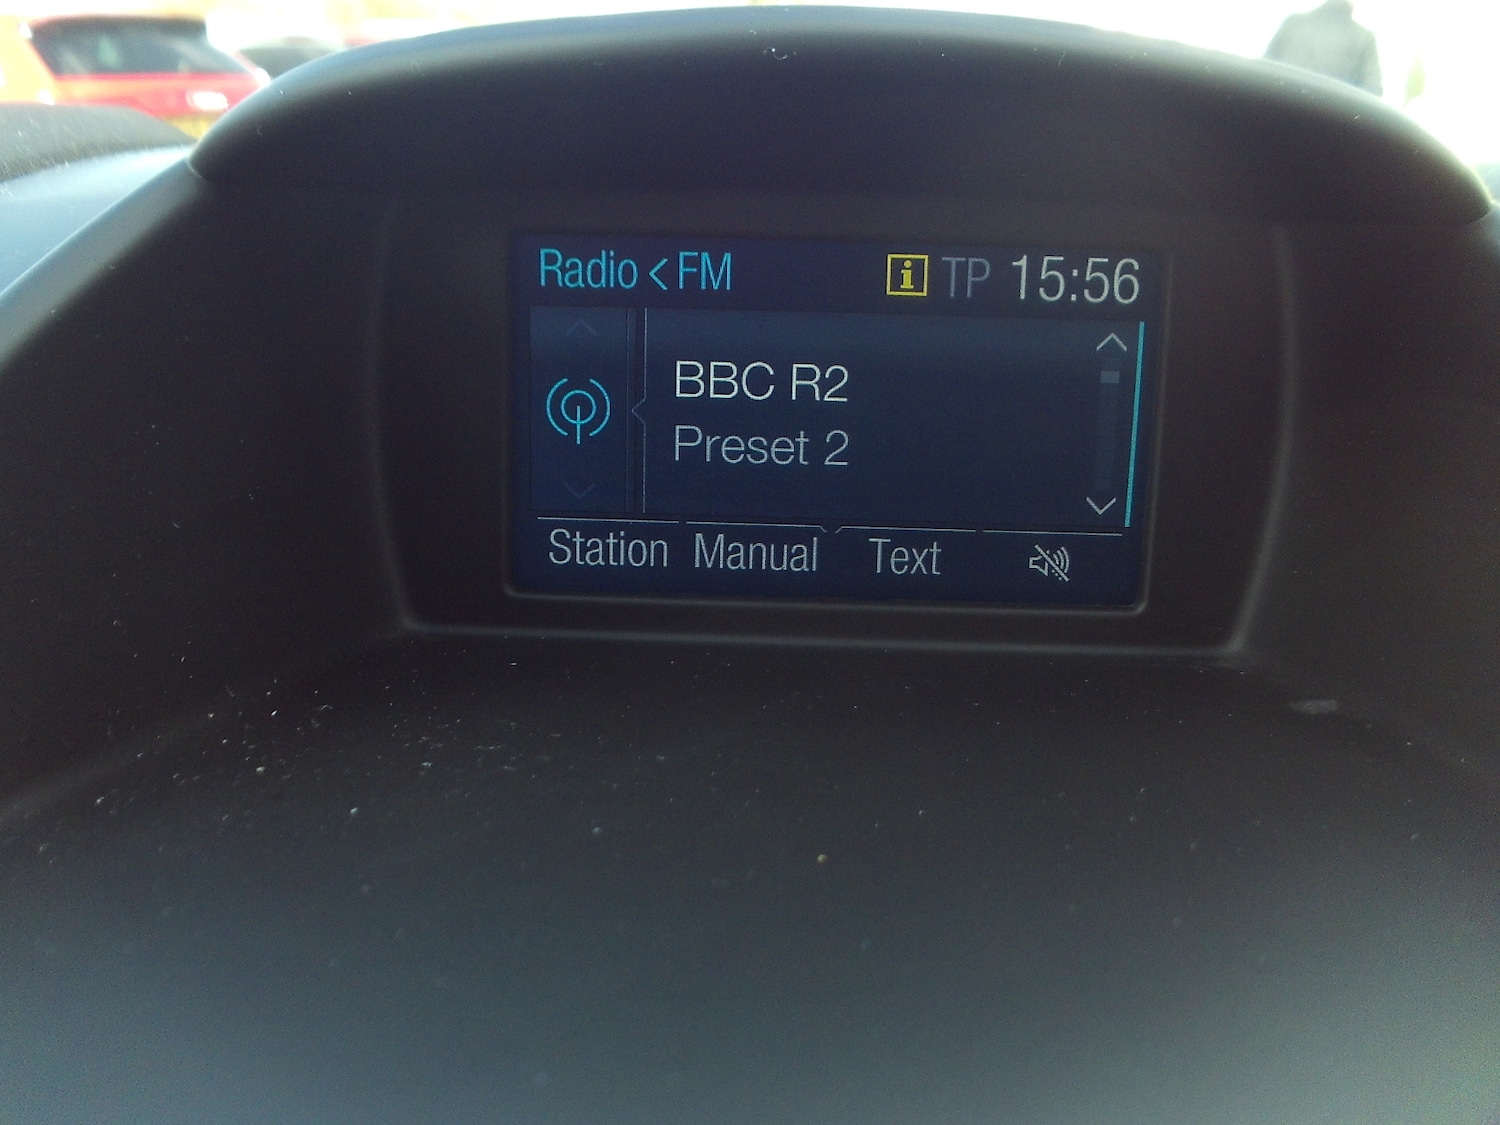 Radio < FM i TP 15:56
BBC R2
Preset 2
Station Manual Text